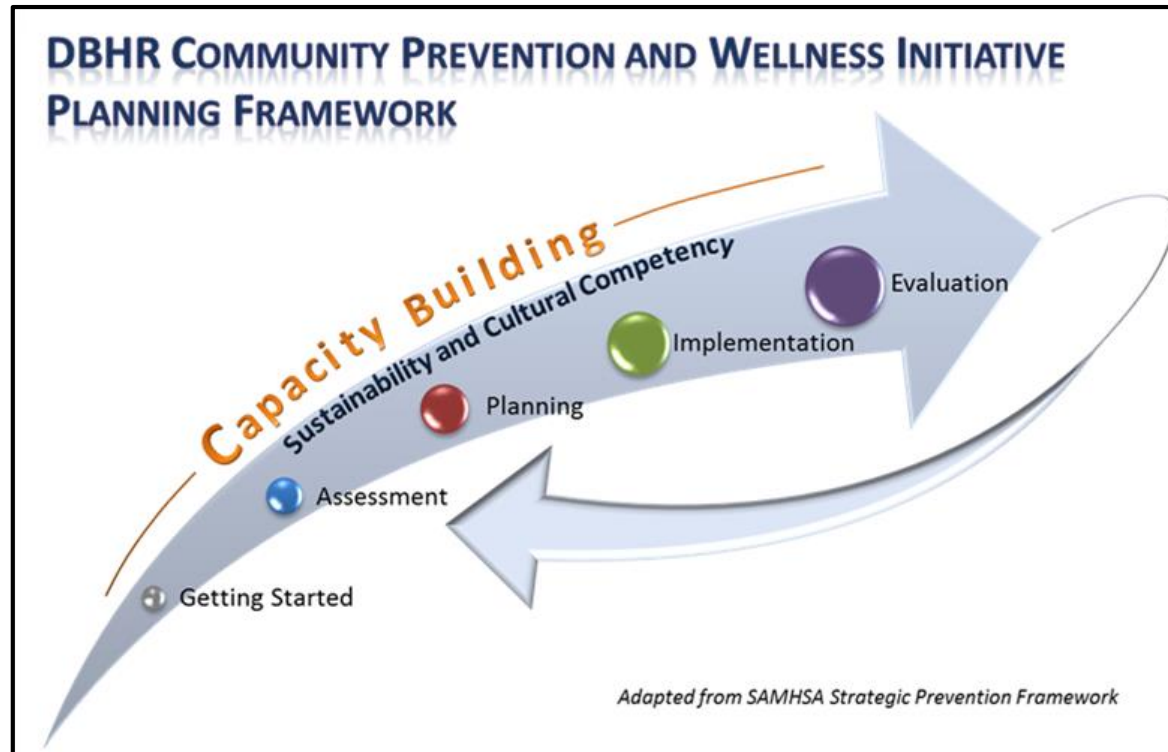 DBHR COMMUNITY PREVENTION AND WELLNESS INITIATIVE
PLANNING FRAMEWORK
Capacity Building
Sustainability and Cultural Competency
Evaluation
Implementation
Planning
Assessment
Getting Started
Adapted from SAMHSA Strategic Prevention Framework